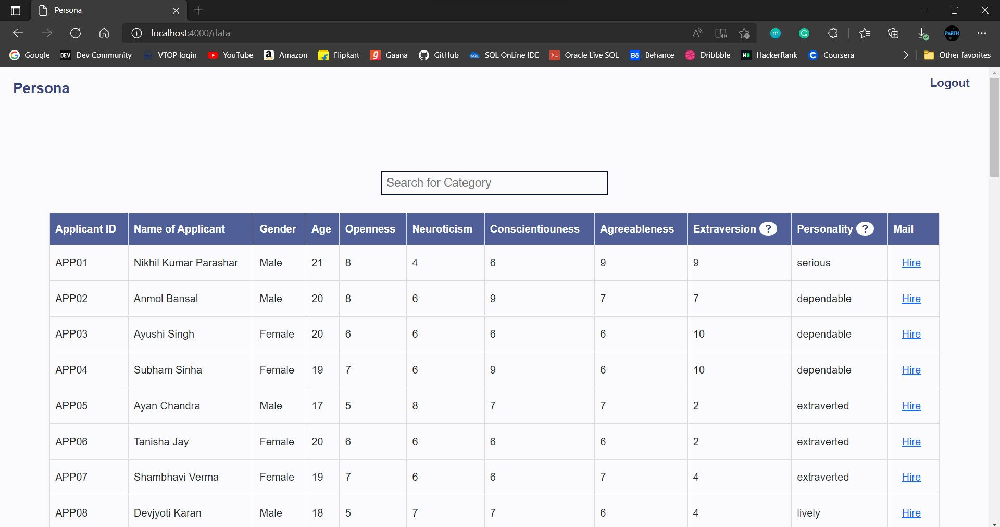 Persona
localhost:4000/data
PARTH
Google Dev Community VTOP login YouTube Amazon Flipkart Gaana GitHub SQL OnLine IDE Oracle Live SQL Behance Dribbble HackerRank Coursera Other favorites
Persona
Logout
Search for Category
Applicant ID Name of Applicant Gender Age Openness Neuroticism Conscientiouness Agreeableness Extraversion ? Personality ? Mail
APP01 Nikhil Kumar Parashar Male 21 8 4 6 9 9 serious Hire
APP02 Anmol Bansal Male 20 8 6 9 7 7 dependable Hire
APP03 Ayushi Singh Female 20 6 6 6 6 10 dependable Hire
APP04 Subham Sinha Female 19 7 6 9 6 10 dependable Hire
APP05 Ayan Chandra Male 17 5 8 7 7 2 extraverted Hire
APP06 Tanisha Jay Female 20 6 6 6 6 2 extraverted Hire
APP07 Shambhavi Verma Female 19 7 6 6 7 4 extraverted Hire
APP08 Devjyoti Karan Male 18 5 7 7 6 4 lively Hire